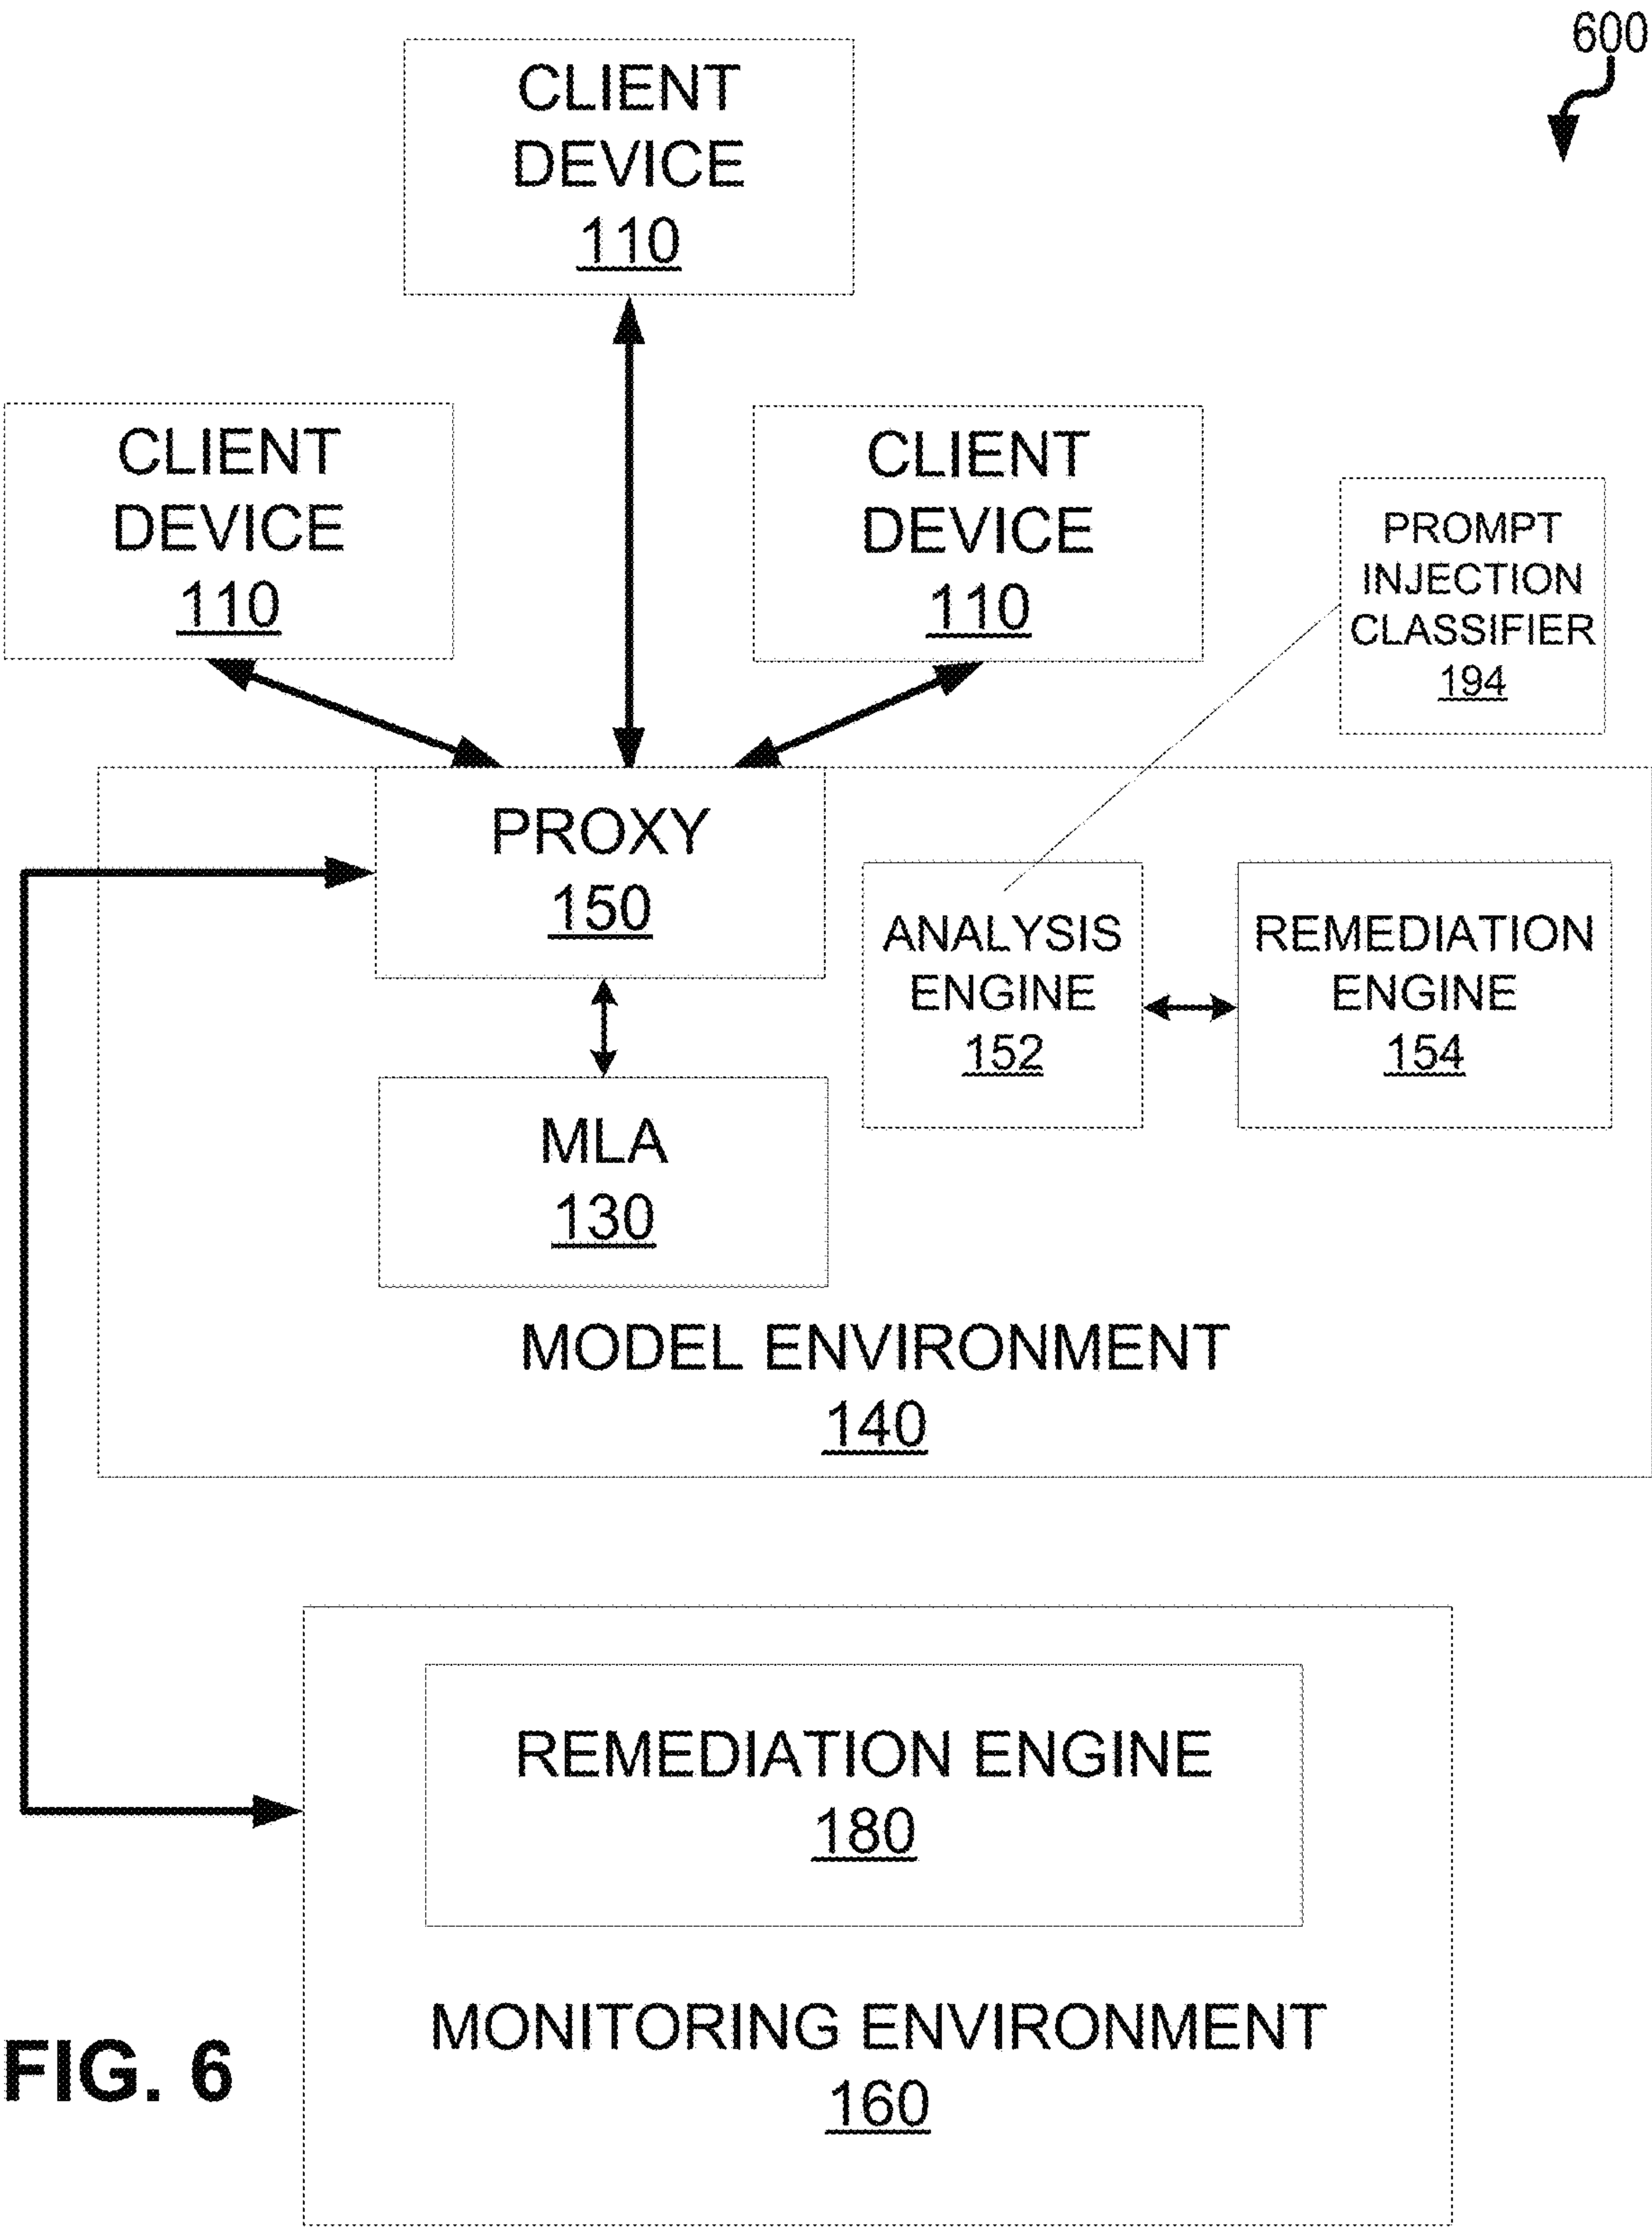 600
CLIENT
DEVICE
110
CLIENT
DEVICE
110
CLIENT
DEVICE
110
PROMPT
INJECTION
CLASSIFIER
194
PROXY
150
ANALYSIS
ENGINE
152
REMEDIATION
ENGINE
154
MLA
130
MODEL ENVIRONMENT
140
REMEDIATION ENGINE
180
MONITORING ENVIRONMENT
160
FIG. 6